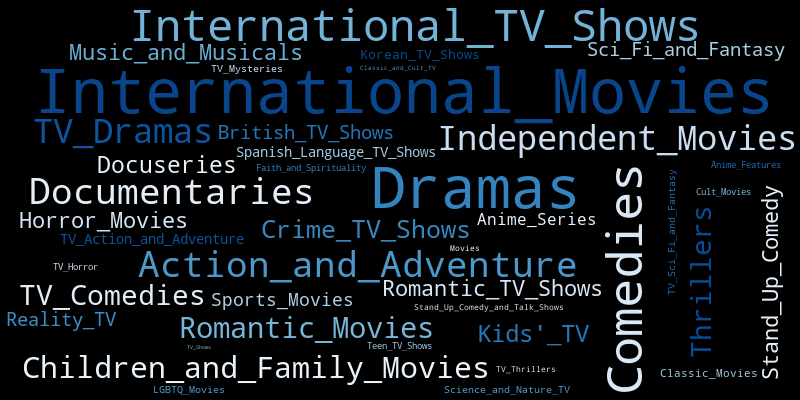 International_TV_Shows
Music_and_Musicals
Korean_TV_Shows
Sci_Fi_and_Fantasy
TV_Mysteries
Classic_and_Cult_TV
International_Movies
TV_Dramas
British_TV_Shows
Independent_Movies
Spanish_Language_TV_Shows
Docuseries
Faith_and_Spirituality
Anime_Features
Documentaries
Dramas
Comedies
TV_Sci_Fi_and_Fantasy
Cult_Movies
Horror_Movies
Anime_Series
Thrillers
Stand_Up_Comedy
Crime_TV_Shows
TV_Action_and_Adventure
Movies
TV_Horror
Action_and_Adventure
TV_Comedies
Sports_Movies
Romantic_TV_Shows
Stand_Up_Comedy_and_Talk_Shows
Reality_TV
Romantic_Movies
Kids'_TV
TV_Shows
Teen_TV_Shows
Children_and_Family_Movies
TV_Thrillers
Classic_Movies
LGBTQ_Movies
Science_and_Nature_TV